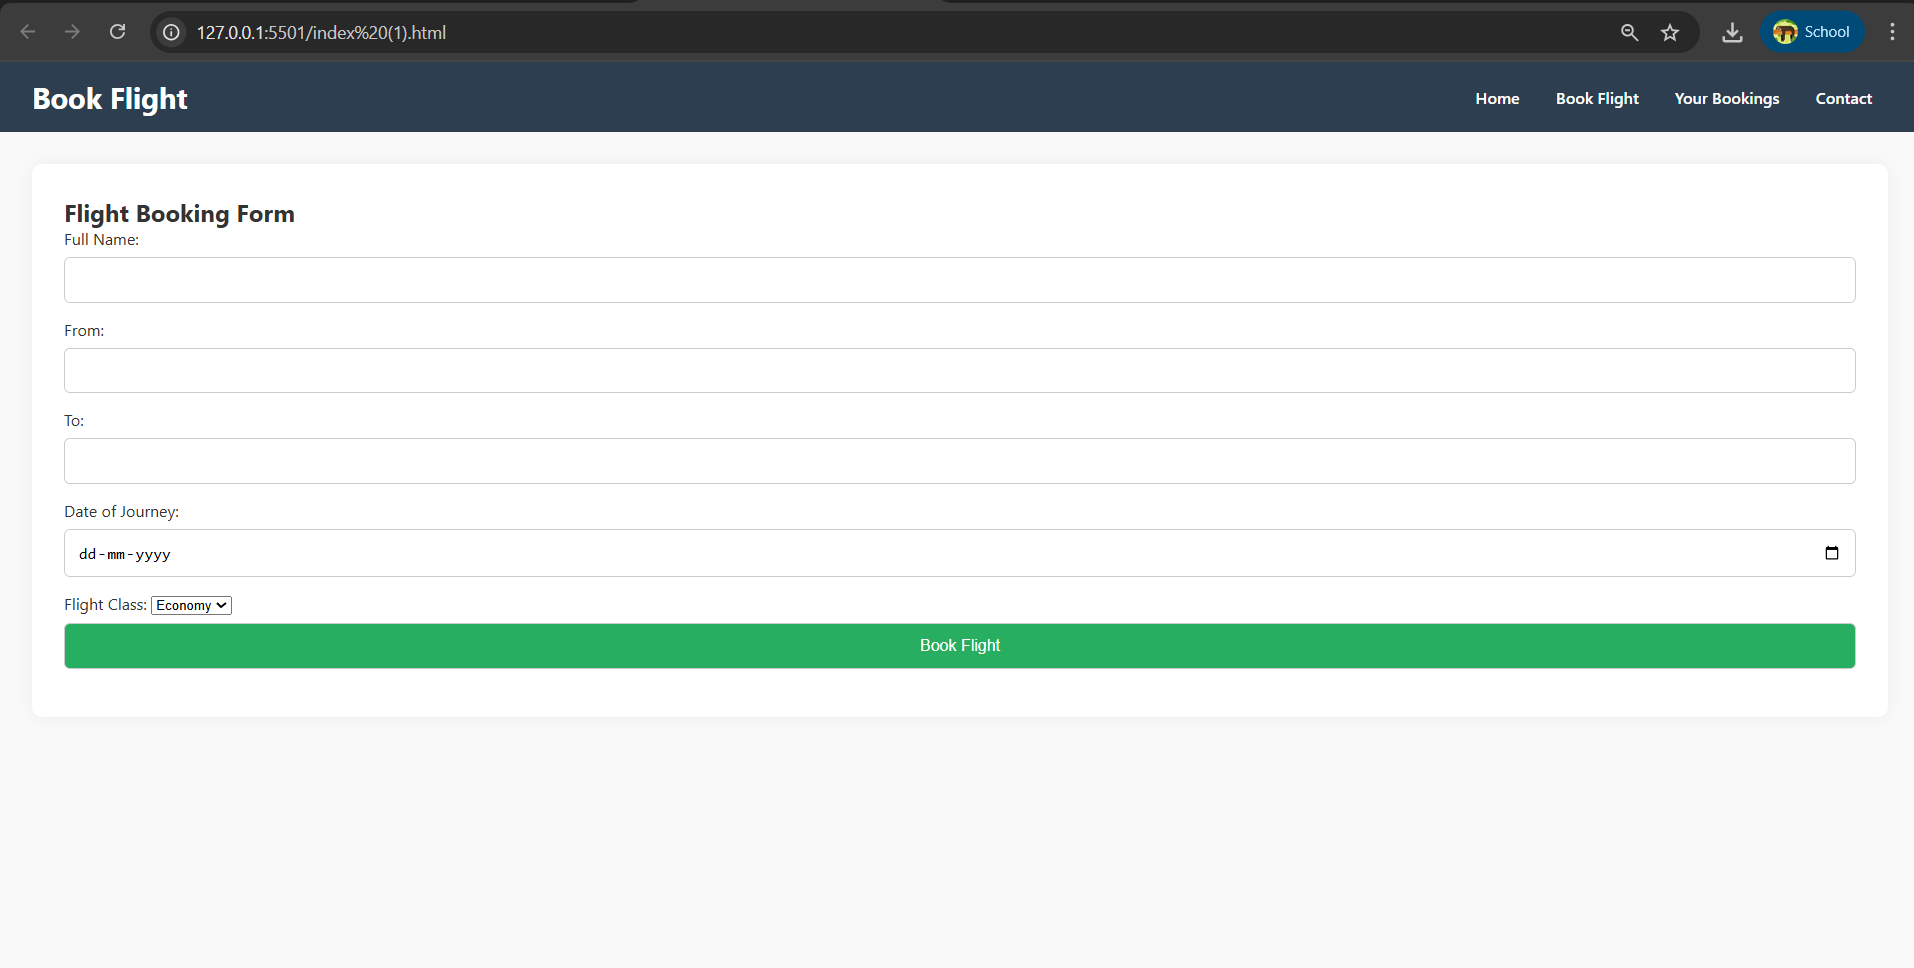 127.0.0.1:5501/index%20(1).html
School
Book Flight
Home
Book Flight
Your Bookings
Contact
Flight Booking Form
Full Name:
From:
To:
Date of Journey:
dd-mm-yyyy
Flight Class: Economy
Book Flight